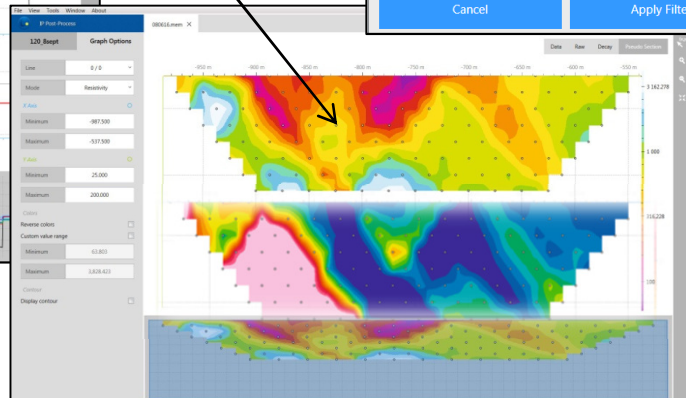 Cancel Apply Filte
File View Tools Window About
IP Post-Process
080616.mem ×
120_8sept Graph Options
Data Raw Decay Pseudo Section
Line 0 / 0
Mode Resistivity
X-Axis
Minimum -987.500
Maximum -537.500
Y-Axis
Minimum 25.000
Maximum 200.000
Colors
Reverse colors
Custom value range
Minimum 63.803
Maximum 3,828.423
Contour
Display contour
-950 m -900 m -850 m -800 m -750 m -700 m -650 m -600 m -550 m
3 162.278
1 000
316.228
100